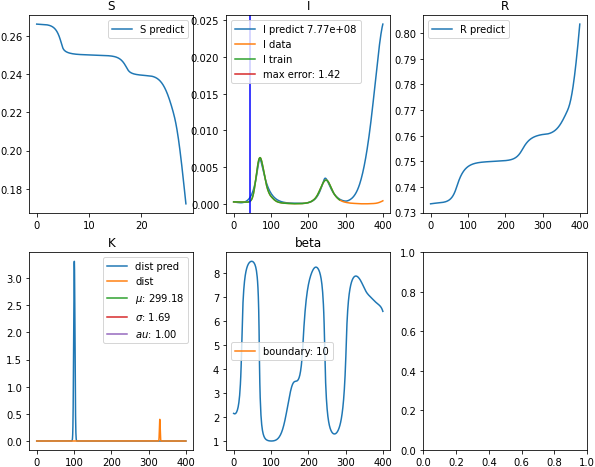 S
I
R
S predict
I predict 7.77e+08
I data
I train
max error: 1.42
R predict
0.26
0.24
0.22
0.20
0.18
0 10 20
0.025
0.020
0.015
0.010
0.005
0.000
0 100 200 300 400
0.80
0.79
0.78
0.77
0.76
0.75
0.74
0.73
0 100 200 300 400
K
beta
dist pred
dist
μ: 299.18
σ: 1.69
au: 1.00
boundary: 10
3.0
2.5
2.0
1.5
1.0
0.5
0.0
0 100 200 300 400
8
7
6
5
4
3
2
1
0 100 200 300 400
1.0
0.8
0.6
0.4
0.2
0.0
0.0 0.2 0.4 0.6 0.8 1.0